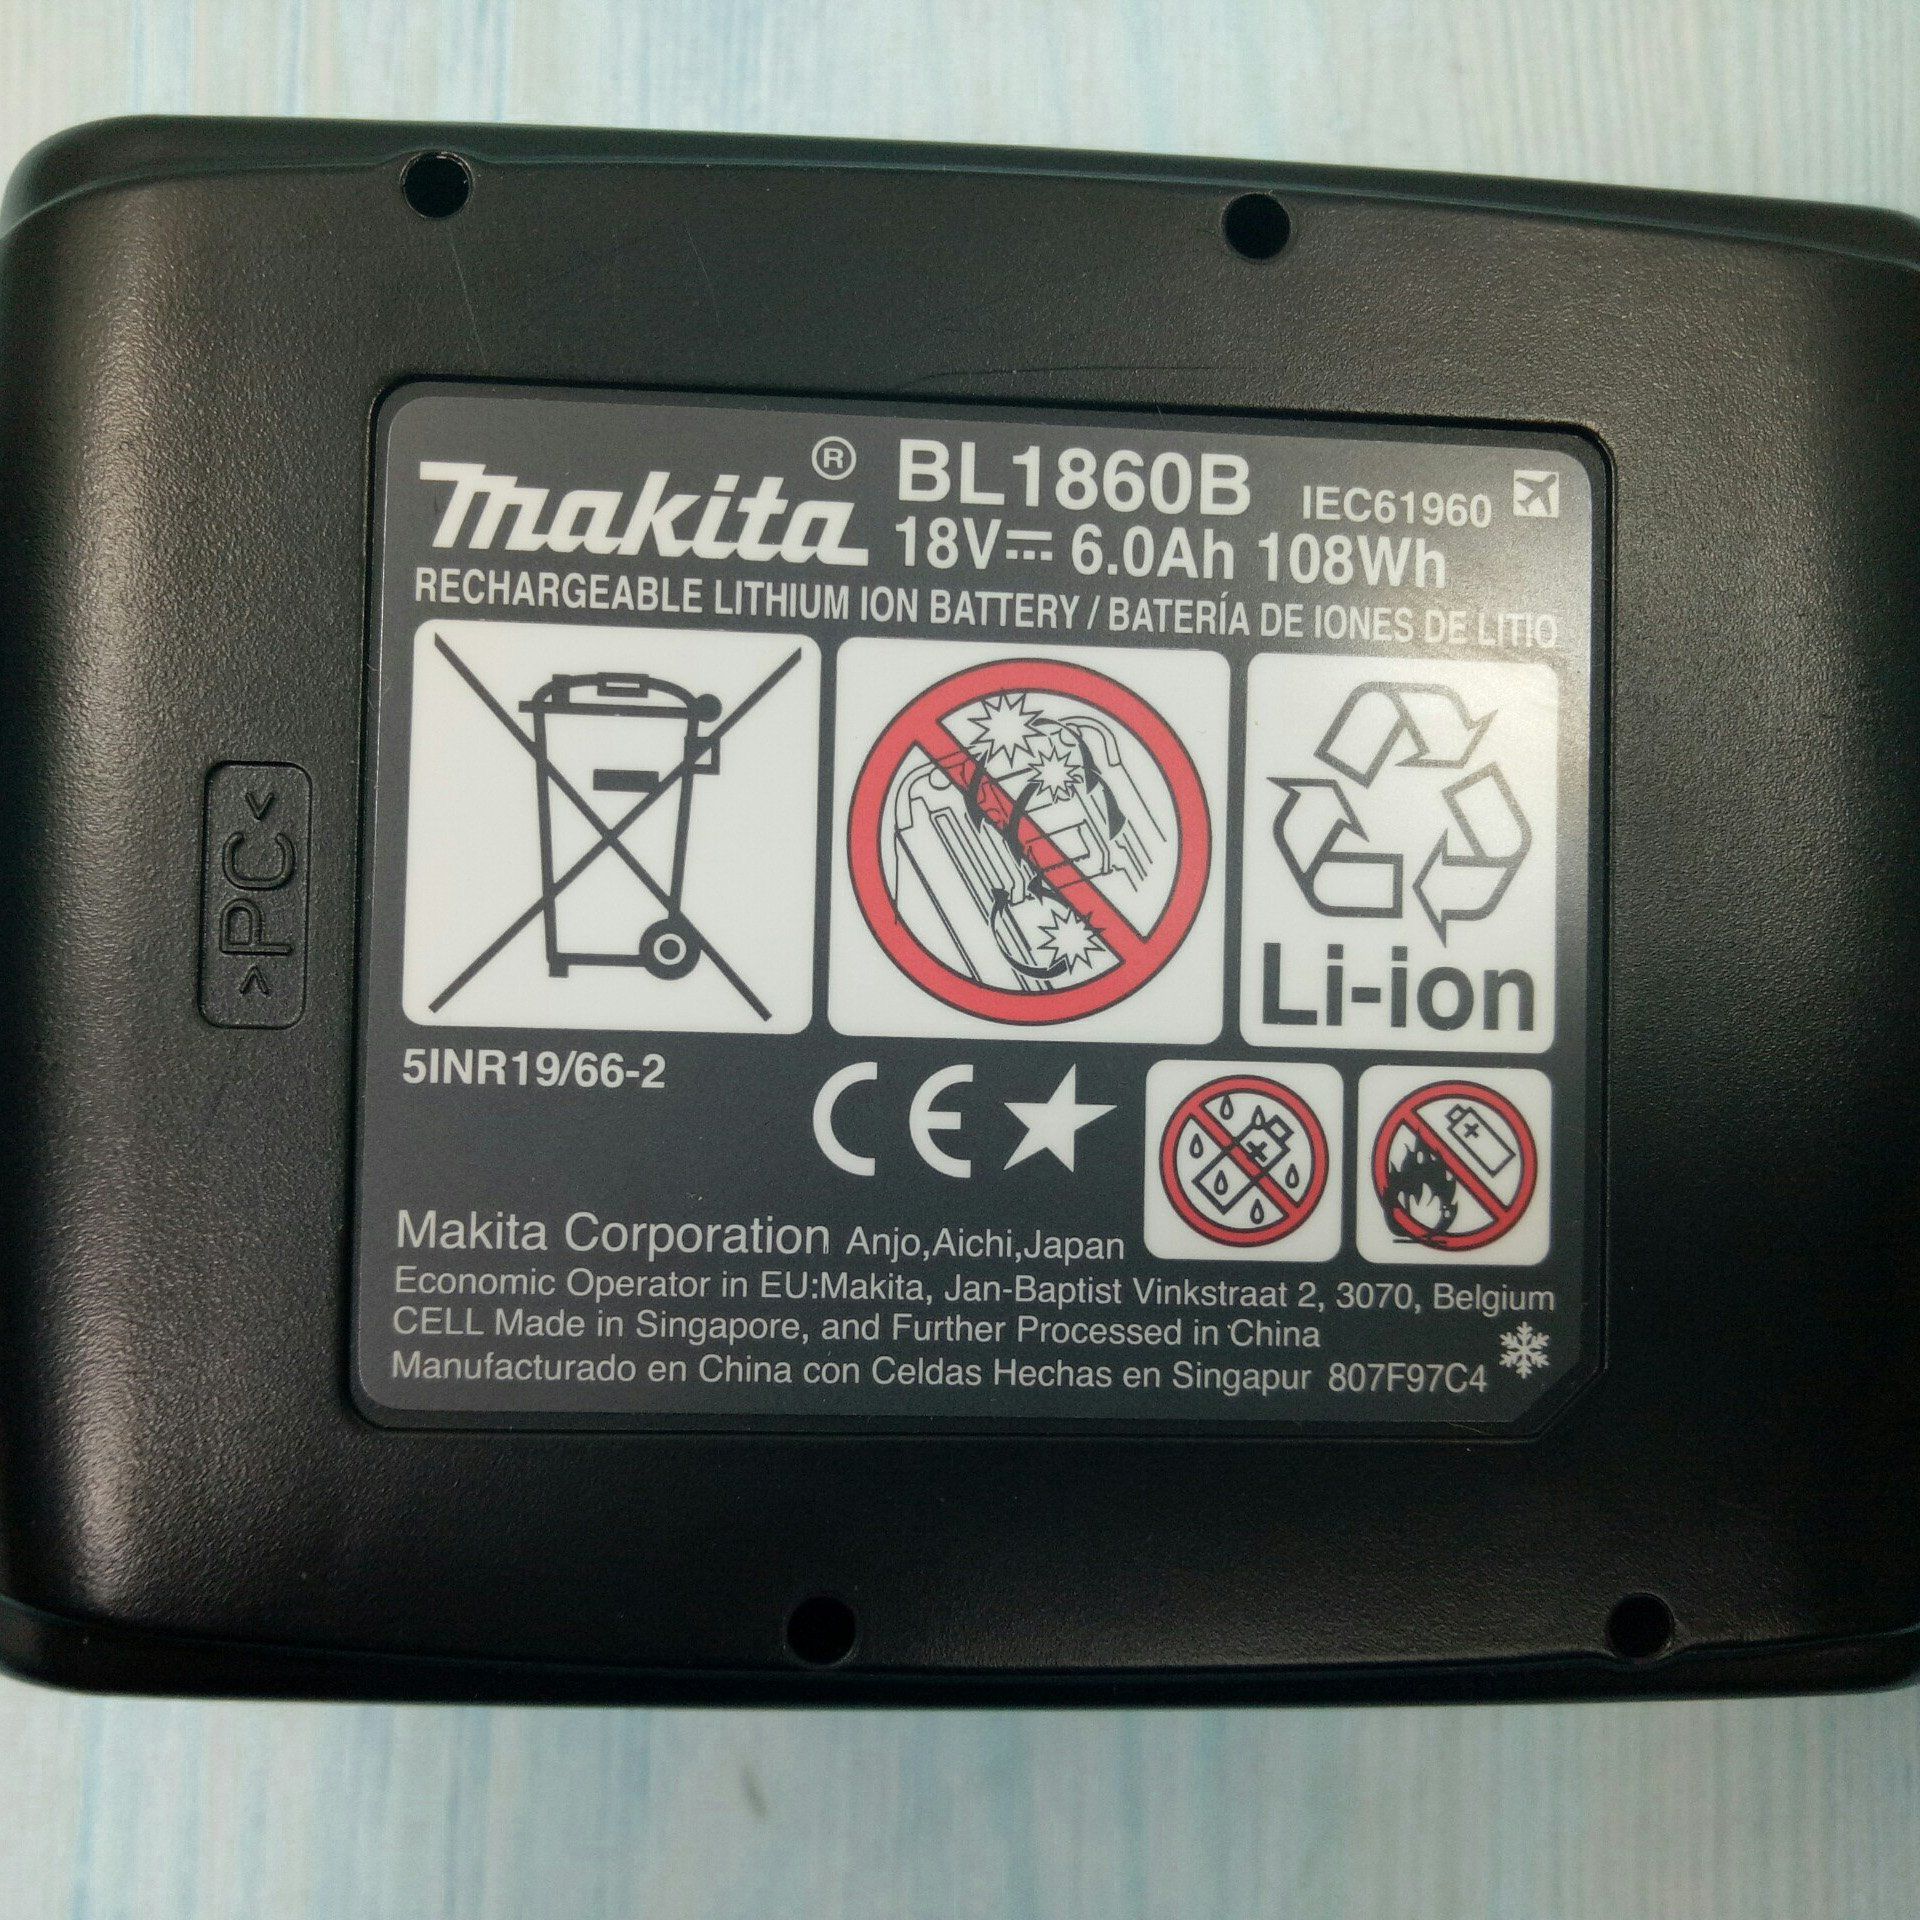 makita® BL1860B IEC61960
18V 6.0Ah 108Wh
RECHARGEABLE LITHIUM ION BATTERY / BATERÍA DE IONES DE LITIO
>PC<
Li-ion
5INR19/66-2
CE
Makita Corporation Anjo,Aichi,Japan
Economic Operator in EU:Makita, Jan-Baptist Vinkstraat 2, 3070, Belgium
CELL Made in Singapore, and Further Processed in China
Manufacturado en China con Celdas Hechas en Singapur 807F97C4